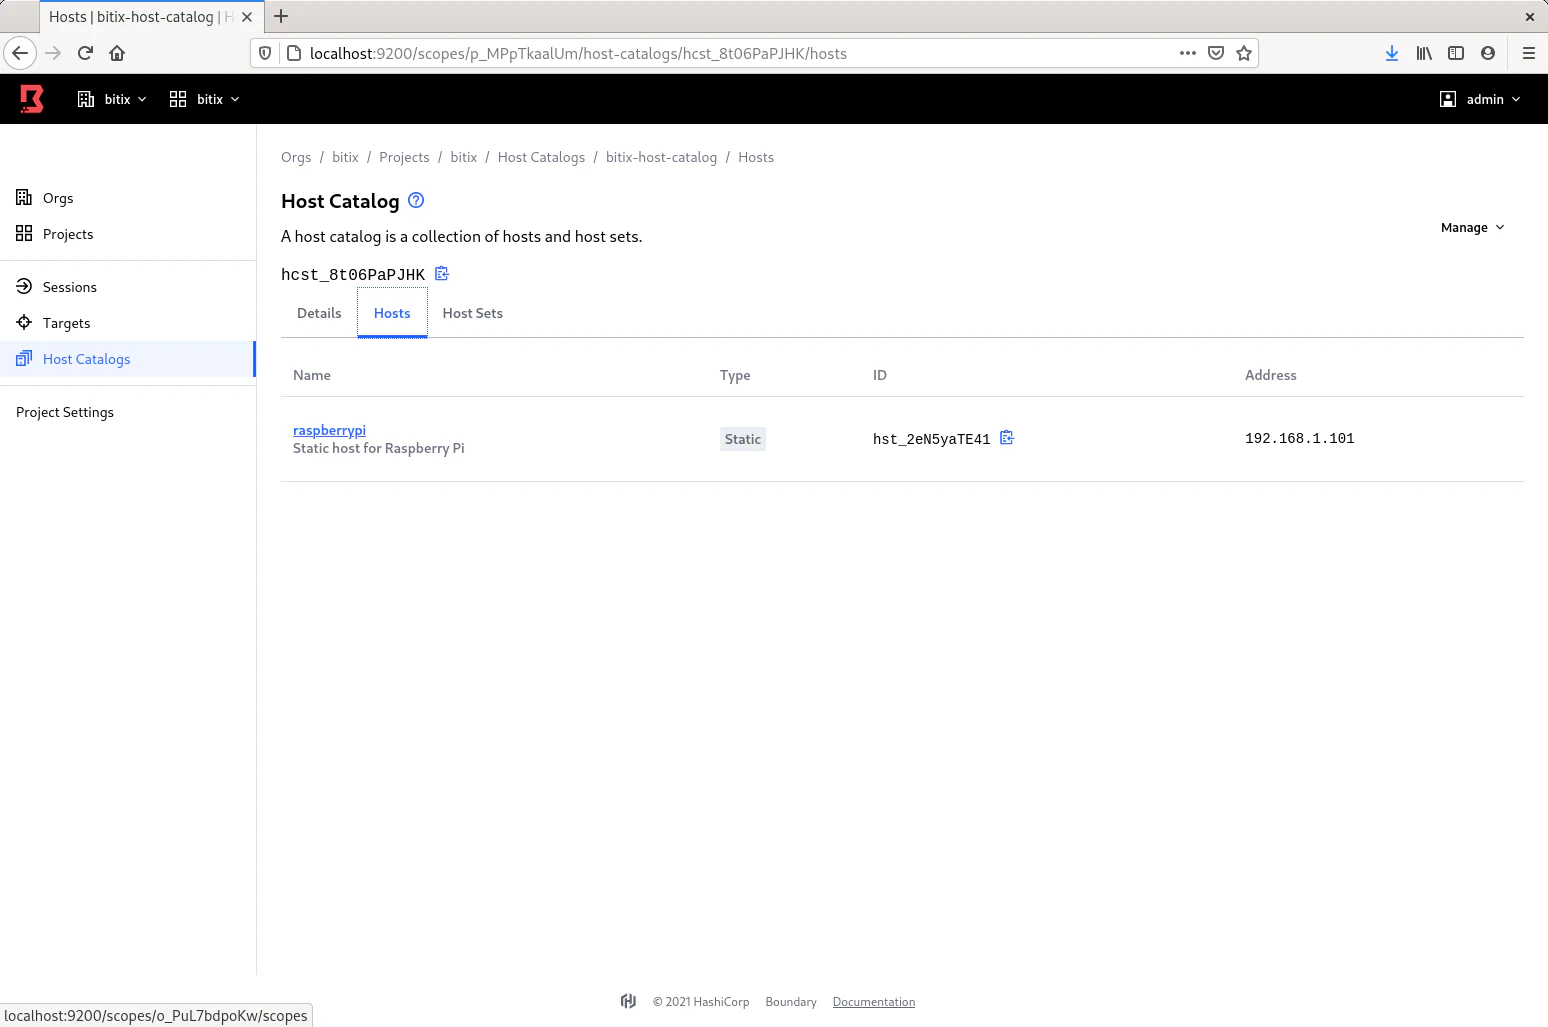 Hosts | bitix-host-catalog | H
localhost:9200/scopes/p_MPpTkaalUm/host-catalogs/hcst_8t06PaPJHK/hosts
bitix
bitix
admin
Orgs
Projects
Sessions
Targets
Host Catalogs
Project Settings
Orgs / bitix / Projects / bitix / Host Catalogs / bitix-host-catalog / Hosts
Host Catalog
A host catalog is a collection of hosts and host sets.
Manage
hcst_8t06PaPJHK
Details Hosts Host Sets
Name Type ID Address
raspberrypi
Static host for Raspberry Pi
Static hst_2eN5yaTE41 192.168.1.101
© 2021 HashiCorp Boundary Documentation
localhost:9200/scopes/o_PuL7bdpoKw/scopes